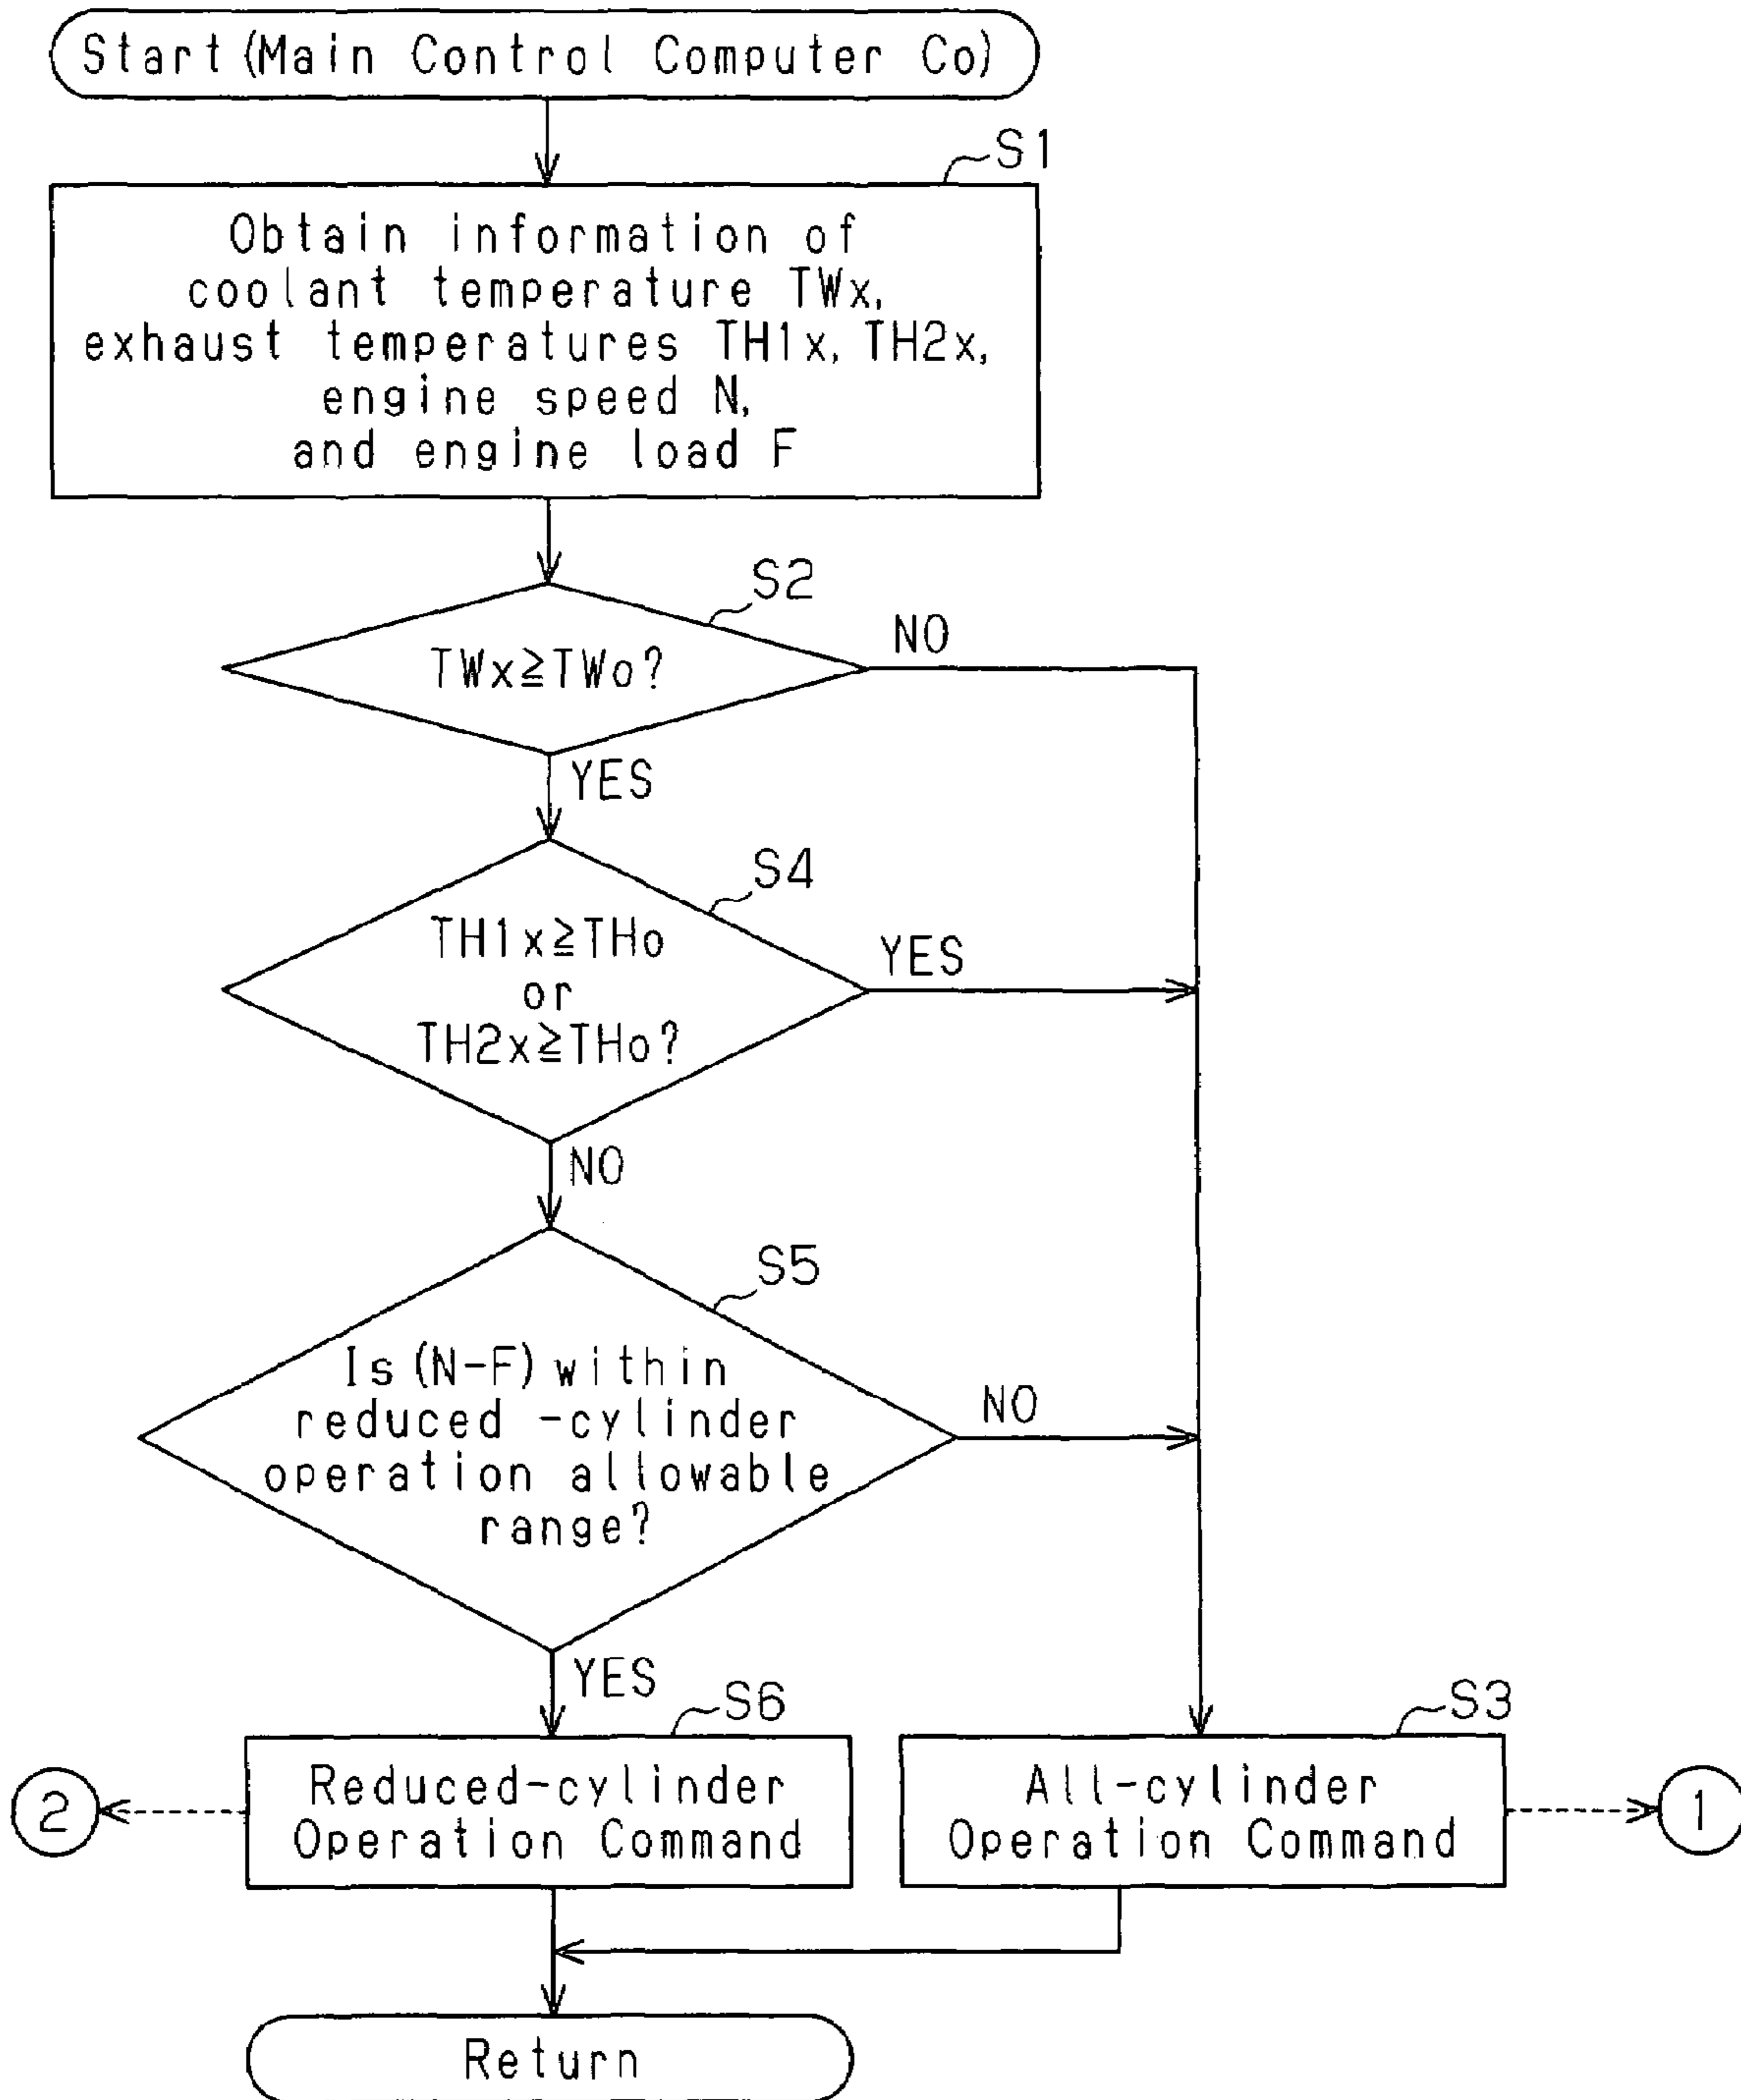 Start (Main Control Computer Co)
S1
Obtain information of
coolant temperature TWx,
exhaust temperatures TH1x, TH2x,
engine speed N,
and engine load F
S2
TWx≧TWo?
NO
YES
S4
TH1x≧THo
or
TH2x≧THo?
YES
NO
S5
Is (N-F) within
reduced -cylinder
operation allowable
range?
NO
YES
S6
S3
Reduced-cylinder
Operation Command
All-cylinder
Operation Command
2
1
Return